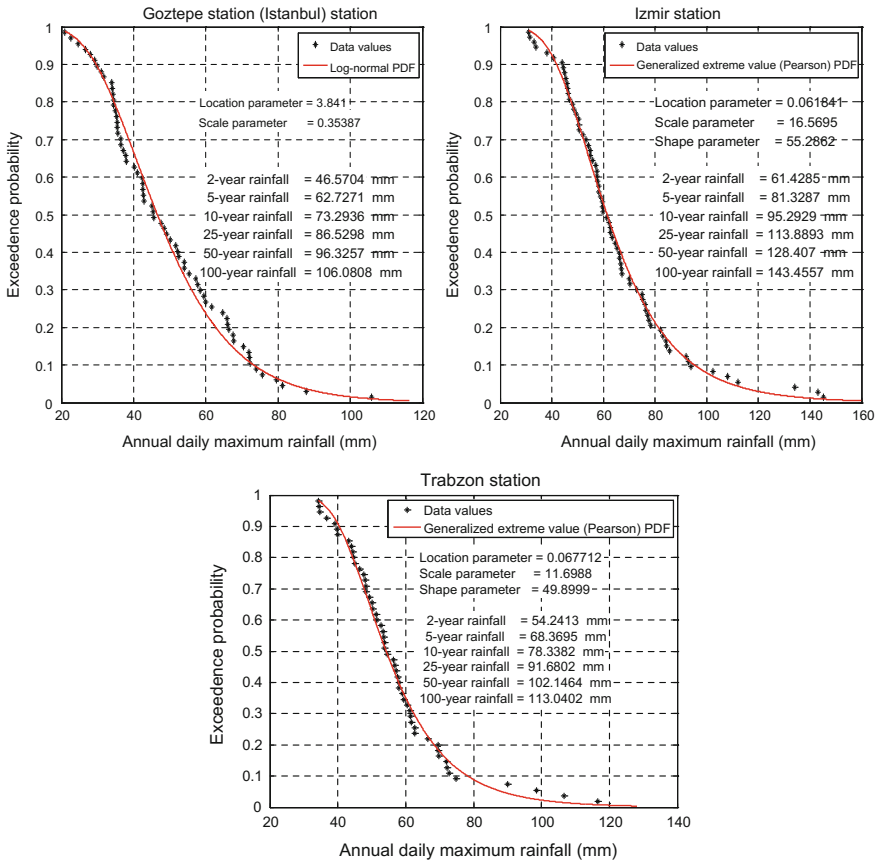 Goztepe station (Istanbul) station
Data values
Log-normal PDF
Location parameter = 3.841
Scale parameter = 0.35387
2-year rainfall = 46.5704 mm
5-year rainfall = 62.7271 mm
10-year rainfall = 73.2936 mm
25-year rainfall = 86.5298 mm
50-year rainfall = 96.3257 mm
100-year rainfall = 106.0808 mm
Exceedence probability
1
0.9
0.8
0.7
0.6
0.5
0.4
0.3
0.2
0.1
0
20 40 60 80 100 120
Annual daily maximum rainfall (mm)
Izmir station
Data values
Generalized extreme value (Pearson) PDF
Location parameter = 0.061841
Scale parameter = 16.5695
Shape parameter = 55.2862
2-year rainfall = 61.4285 mm
5-year rainfall = 81.3287 mm
10-year rainfall = 95.2929 mm
25-year rainfall = 113.8893 mm
50-year rainfall = 128.407 mm
100-year rainfall = 143.4557 mm
Exceedence probability
1
0.9
0.8
0.7
0.6
0.5
0.4
0.3
0.2
0.1
0
20 40 60 80 100 120 140 160
Annual daily maximum rainfall (mm)
Trabzon station
Data values
Generalized extreme value (Pearson) PDF
Location parameter = 0.067712
Scale parameter = 11.6988
Shape parameter = 49.8999
2-year rainfall = 54.2413 mm
5-year rainfall = 68.3695 mm
10-year rainfall = 78.3382 mm
25-year rainfall = 91.6802 mm
50-year rainfall = 102.1464 mm
100-year rainfall = 113.0402 mm
Exceedence probability
1
0.9
0.8
0.7
0.6
0.5
0.4
0.3
0.2
0.1
0
20 40 60 80 100 120 140
Annual daily maximum rainfall (mm)